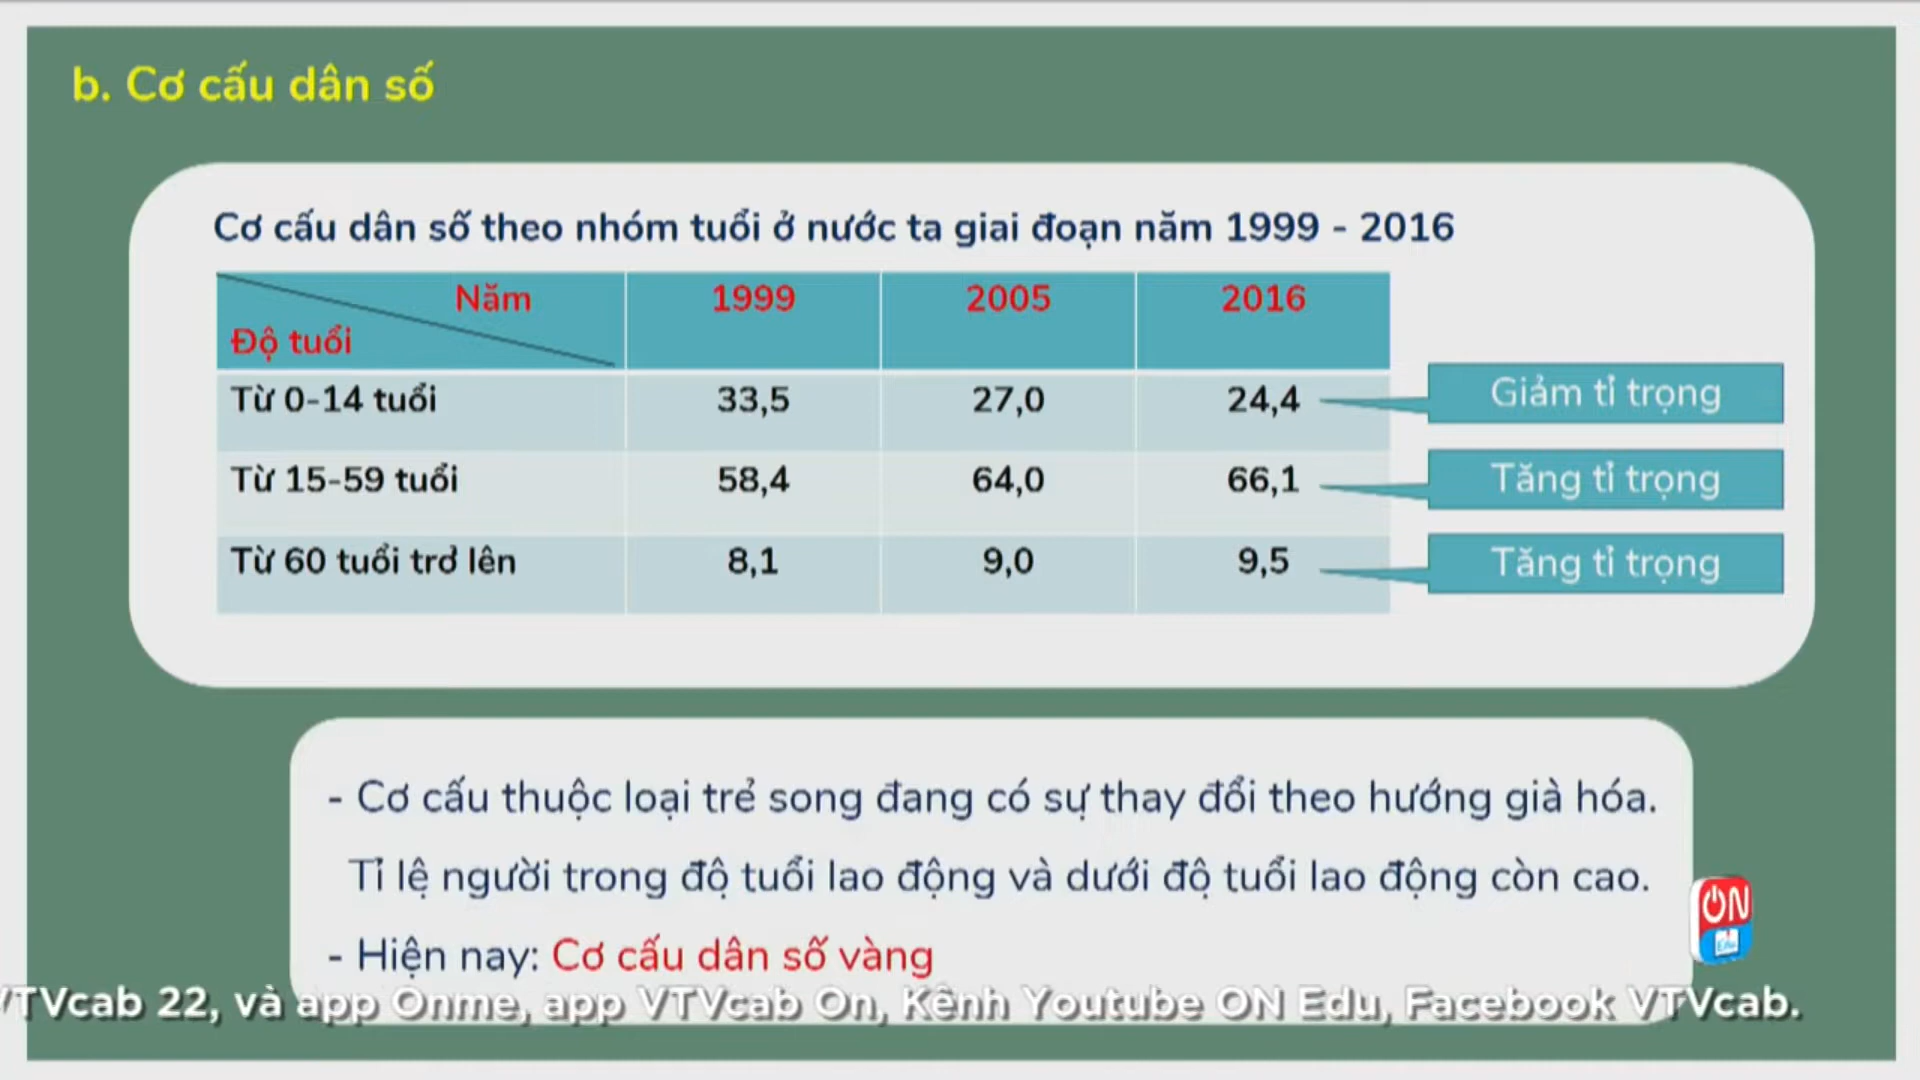 b. Cơ cấu dân số
Cơ cấu dân số theo nhóm tuổi ở nước ta giai đoạn năm 1999 - 2016
Năm 1999 2005 2016
Độ tuổi
Từ 0-14 tuổi 33,5 27,0 24,4 Giảm tỉ trọng
Từ 15-59 tuổi 58,4 64,0 66,1 Tăng tỉ trọng
Từ 60 tuổi trở lên 8,1 9,0 9,5 Tăng tỉ trọng
- Cơ cấu thuộc loại trẻ song đang có sự thay đổi theo hướng già hóa.
Tỉ lệ người trong độ tuổi lao động và dưới độ tuổi lao động còn cao.
- Hiện nay: Cơ cấu dân số vàng
ON
Edu
VTVcab 22, và app Onme, app VTVcab On, Kênh Youtube ON Edu, Facebook VTVcab.